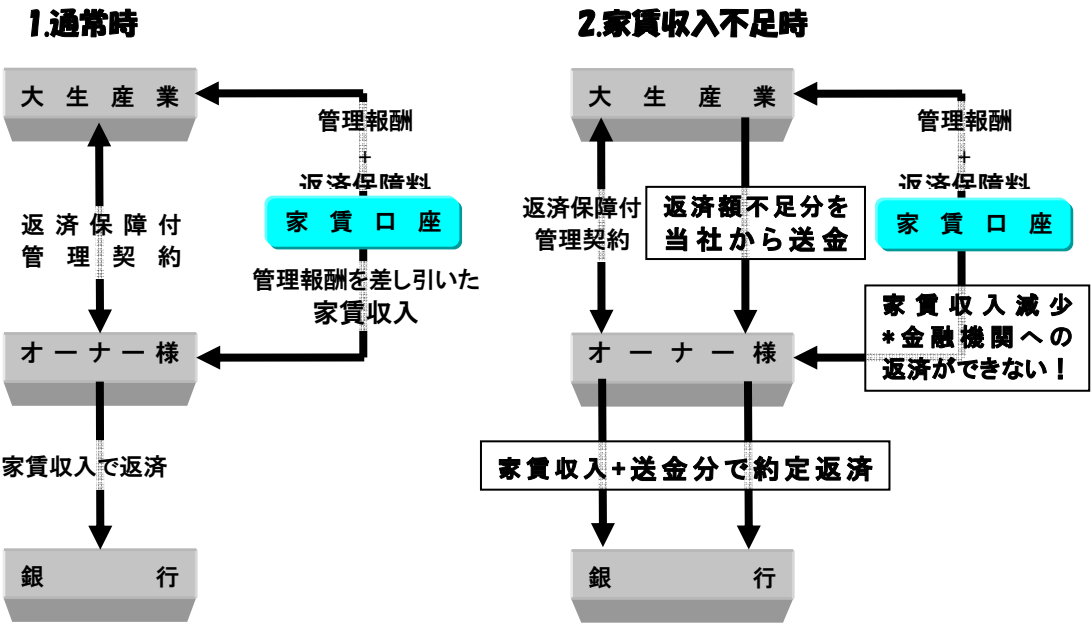 1.通常時
大生産業
管理報酬
+
返済保障料
返済保障付
管理契約
家賃口座
管理報酬を差し引いた
家賃収入
オーナー様
家賃収入で返済
銀行
2.家賃収入不足時
大生産業
管理報酬
+
返済保障料
返済保障付
管理契約
返済額不足分を
当社から送金
家賃口座
家賃収入減少
*金融機関への
返済ができない！
オーナー様
家賃収入+送金分で約定返済
銀行